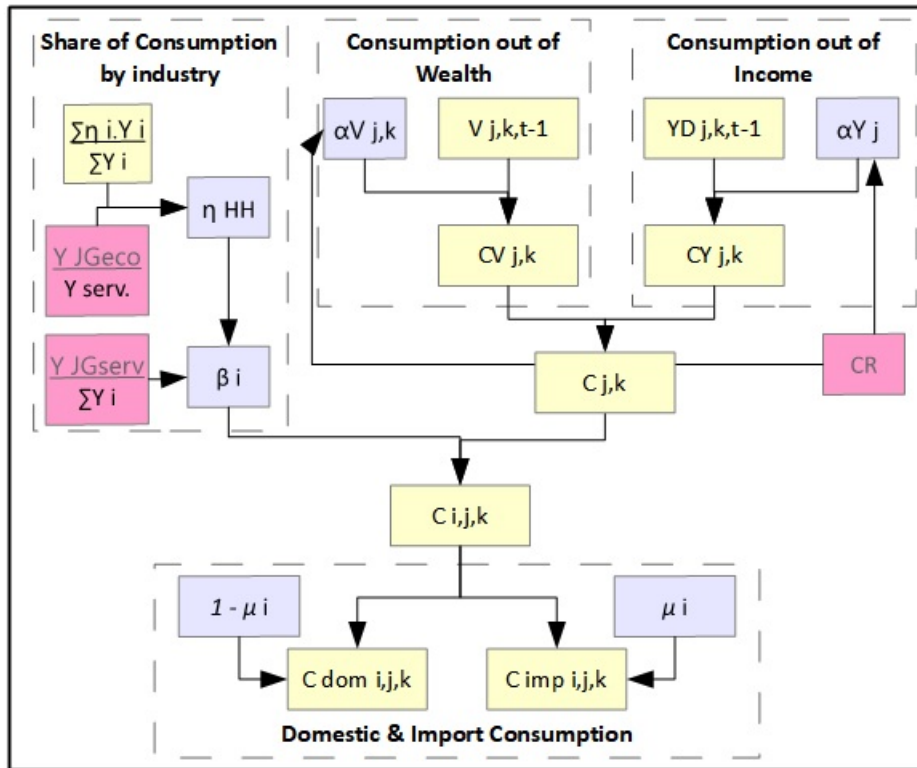 Share of Consumption
by industry
Consumption out of
Wealth
Consumption out of
Income
∑η i.Y i
∑Y i
αV j,k
V j,k,t-1
YD j,k,t-1
αY j
η HH
Y JGeco
Y serv.
CV j,k
CY j,k
Y JGserv
∑Y i
β i
C j,k
CR
C i,j,k
1 - μ i
μ i
C dom i,j,k
C imp i,j,k
Domestic & Import Consumption